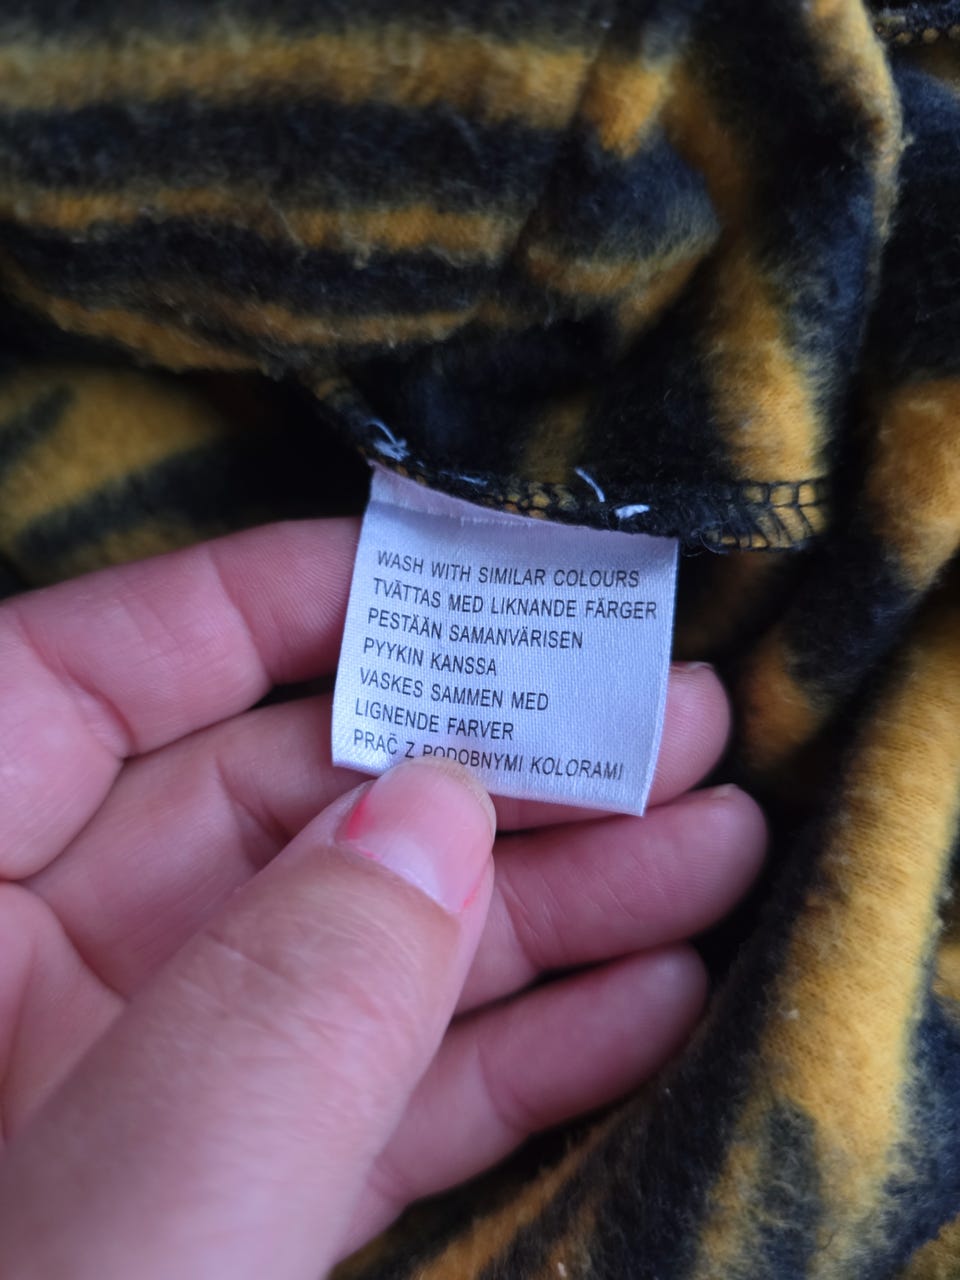 WASH WITH SIMILAR COLOURS
TVÄTTAS MED LIKNANDE FÄRGER
PESTÄÄN SAMANVÄRISEN
PYYKIN KANSSA
VASKES SAMMEN MED
LIGNENDE FARVER
PRAČ Z PODOBNYMI KOLORAMI